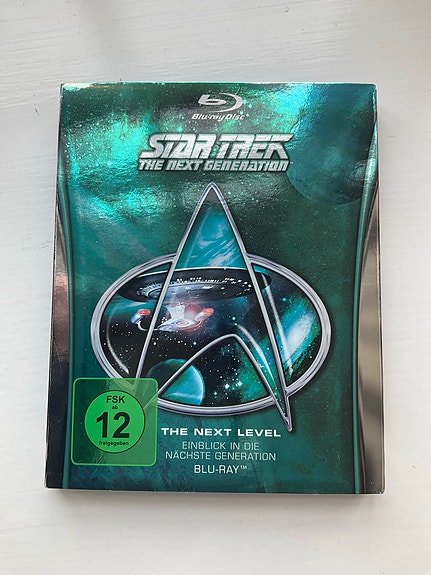 Blu-ray Disc
STAR TREK
THE NEXT GENERATION
FSK
ab
12
freigegeben
THE NEXT LEVEL
EINBLICK IN DIE
NÄCHSTE GENERATION
BLU-RAY™